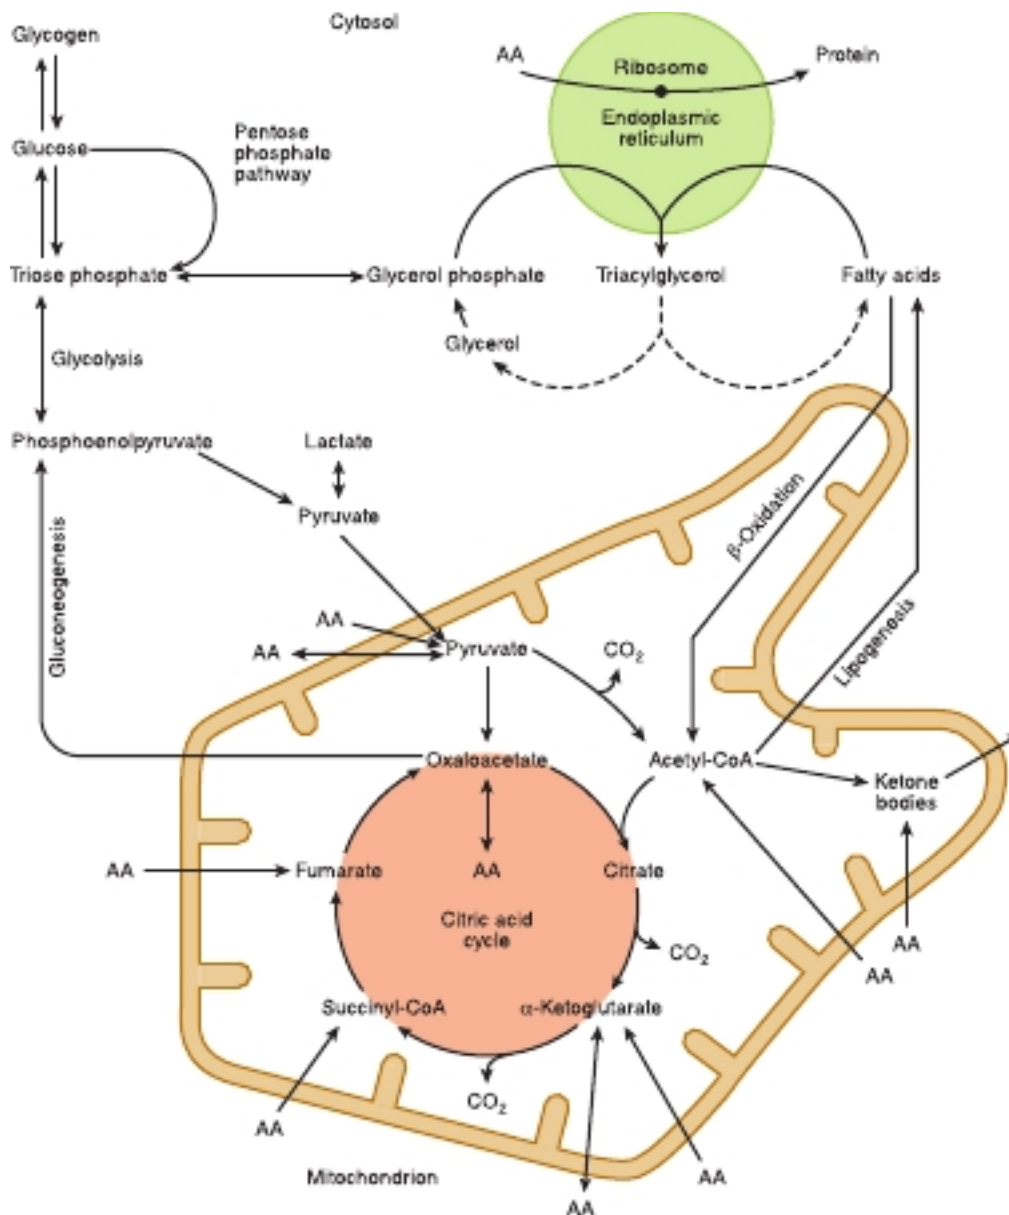 Glycogen
Cytosol
AA
Ribosome
Protein
Endoplasmic
reticulum
Glucose
Pentose
phosphate
pathway
Triose phosphate
Glycerol phosphate
Triacylglycerol
Fatty acids
Glycerol
Glycolysis
Phosphoenolpyruvate
Lactate
Pyruvate
β-Oxidation
Gluconeogenesis
Lipogenesis
AA
AA
Pyruvate
CO2
Oxaloacetate
Acetyl-CoA
Ketone
bodies
AA
Fumarate
AA
Citrate
Citric acid
cycle
CO2
AA
AA
Succinyl-CoA
α-Ketoglutarate
CO2
AA
Mitochondrion
AA
AA